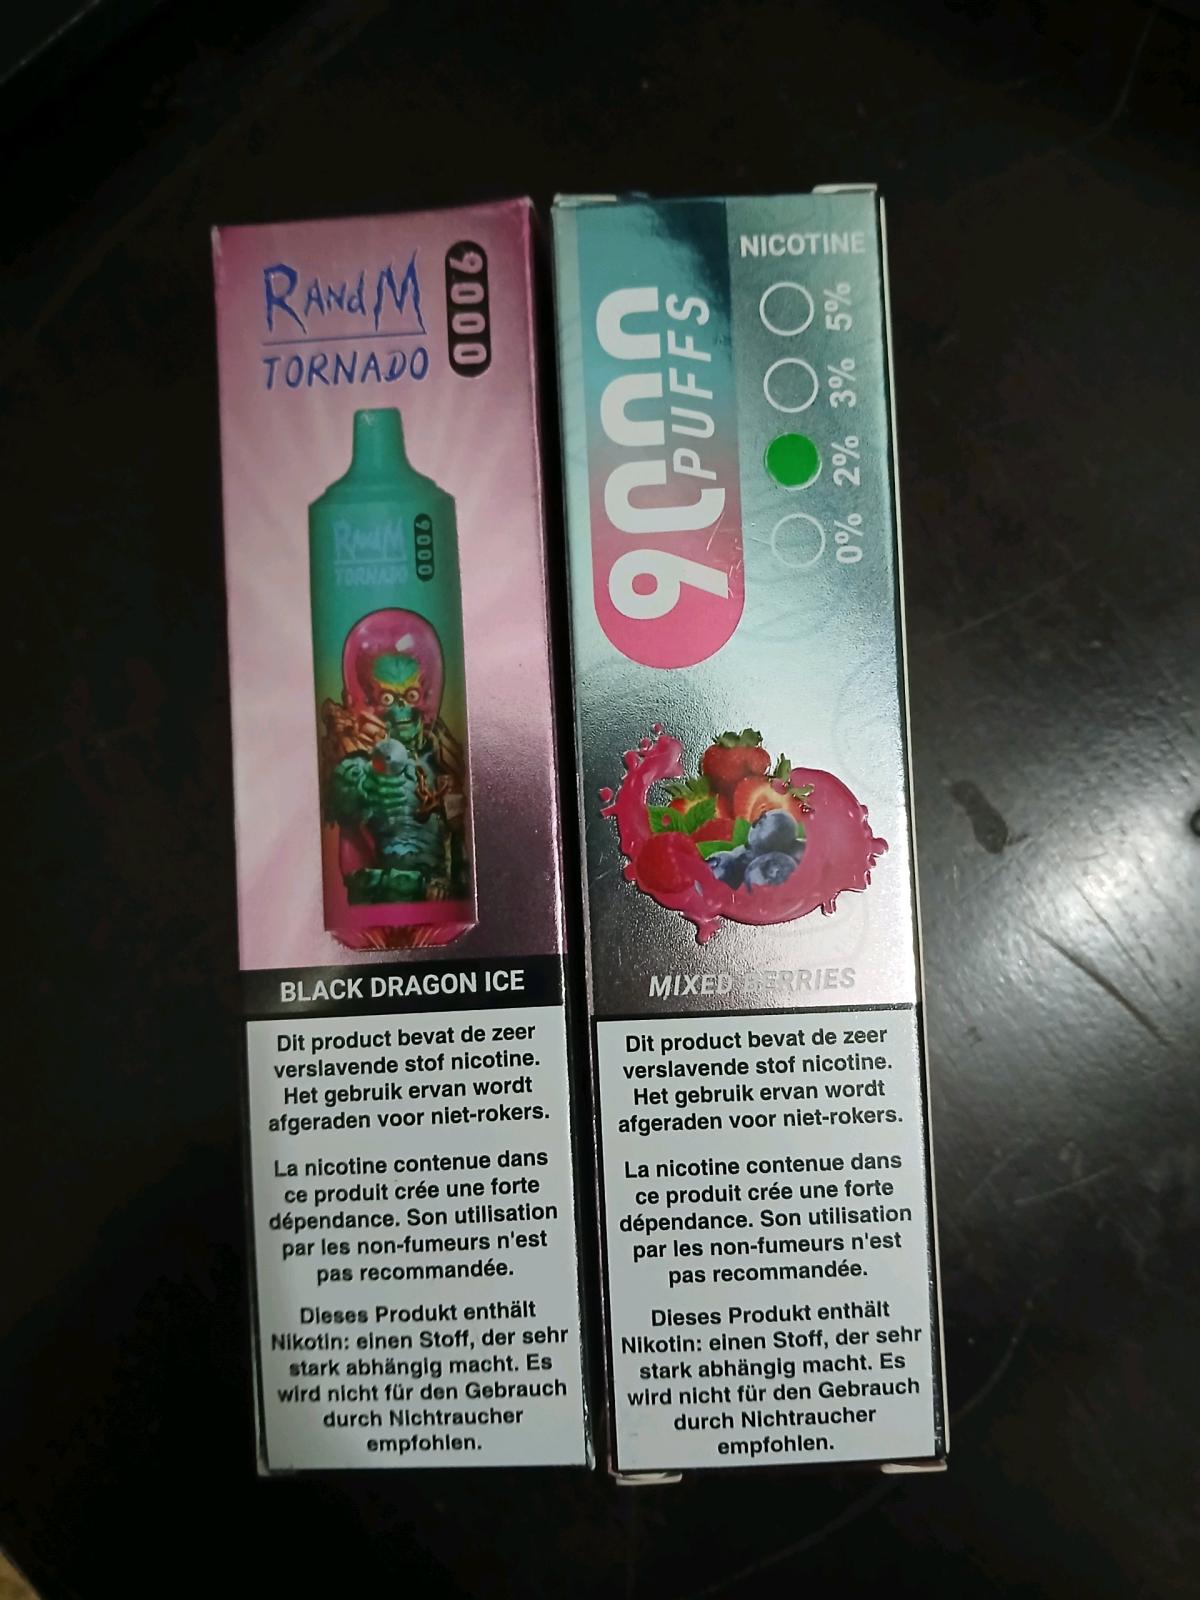 RANdM
TORNADO
9000
RANdM
TORNADO
9000
BLACK DRAGON ICE
Dit product bevat de zeer
verslavende stof nicotine.
Het gebruik ervan wordt
afgeraden voor niet-rokers.
La nicotine contenue dans
ce produit crée une forte
dépendance. Son utilisation
par les non-fumeurs n'est
pas recommandée.
Dieses Produkt enthält
Nikotin: einen Stoff, der sehr
stark abhängig macht. Es
wird nicht für den Gebrauch
durch Nichtraucher
empfohlen.
9000
PUFFS
NICOTINE
5%
3%
2%
0%
MIXED BERRIES
Dit product bevat de zeer
verslavende stof nicotine.
Het gebruik ervan wordt
afgeraden voor niet-rokers.
La nicotine contenue dans
ce produit crée une forte
dépendance. Son utilisation
par les non-fumeurs n'est
pas recommandée.
Dieses Produkt enthält
Nikotin: einen Stoff, der sehr
stark abhängig macht. Es
wird nicht für den Gebrauch
durch Nichtraucher
empfohlen.